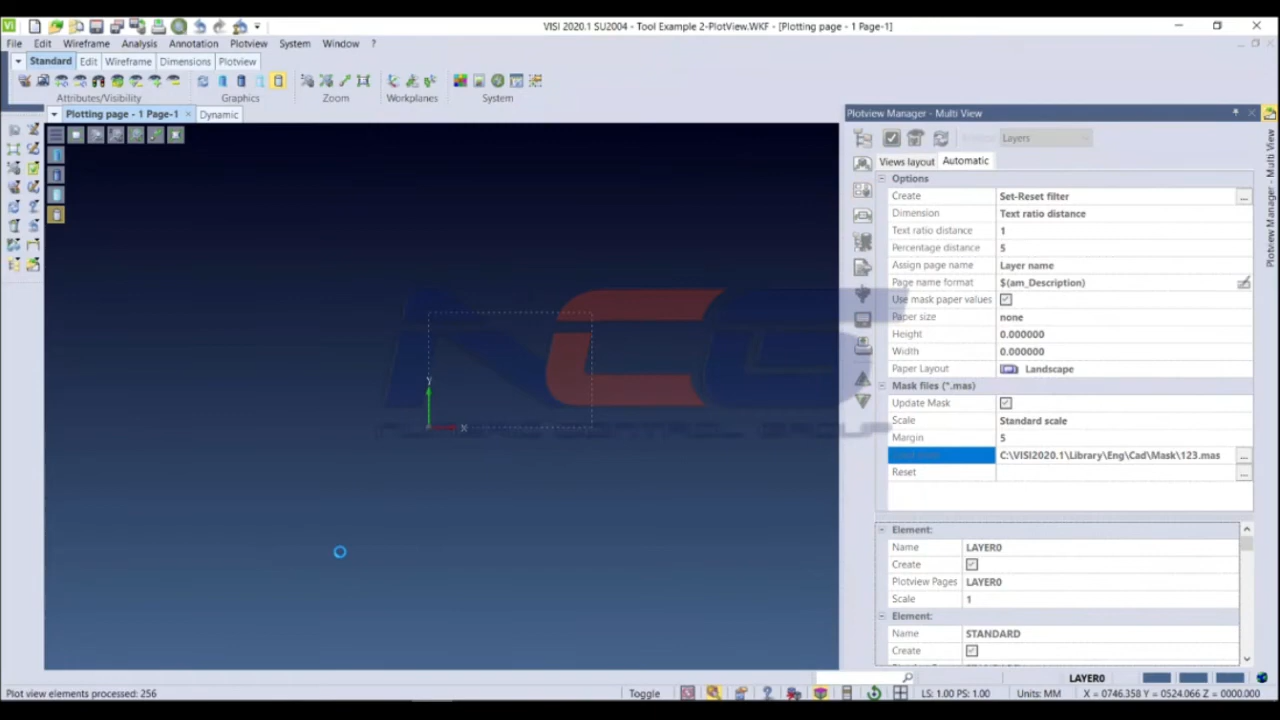 VISI 2020.1 SU2004 - Tool Example 2-PlotView.WKF - [Plotting page - 1 Page-1]
File Edit Wireframe Analysis Annotation Plotview System Window ?
Standard Edit Wireframe Dimensions Plotview
Attributes/Visibility Graphics Zoom Workplanes System
Plotting page - 1 Page-1 × Dynamic
Plotview Manager - Multi View
Layers
Views layout Automatic
Options
Create Set-Reset filter ...
Dimension Text ratio distance
Text ratio distance 1
Percentage distance 5
Assign page name Layer name
Page name format $(am_Description)
Use mask paper values
Paper size none
Height 0.000000
Width 0.000000
Paper Layout Landscape
Mask files (*.mas)
Update Mask
Scale Standard scale
Margin 5
C:\VISI2020.1\Library\Eng\Cad\Mask\123.mas ...
Reset ...
Element:
Name LAYER0
Create
Plotview Pages LAYER0
Scale 1
Element:
Name STANDARD
Create
Plotview Manager - Multi View
NCG
Y
X
LAYER0
Plot view elements processed: 256 Toggle LS: 1.00 PS: 1.00 Units: MM X = 0746.358 Y = 0524.066 Z = 0000.000